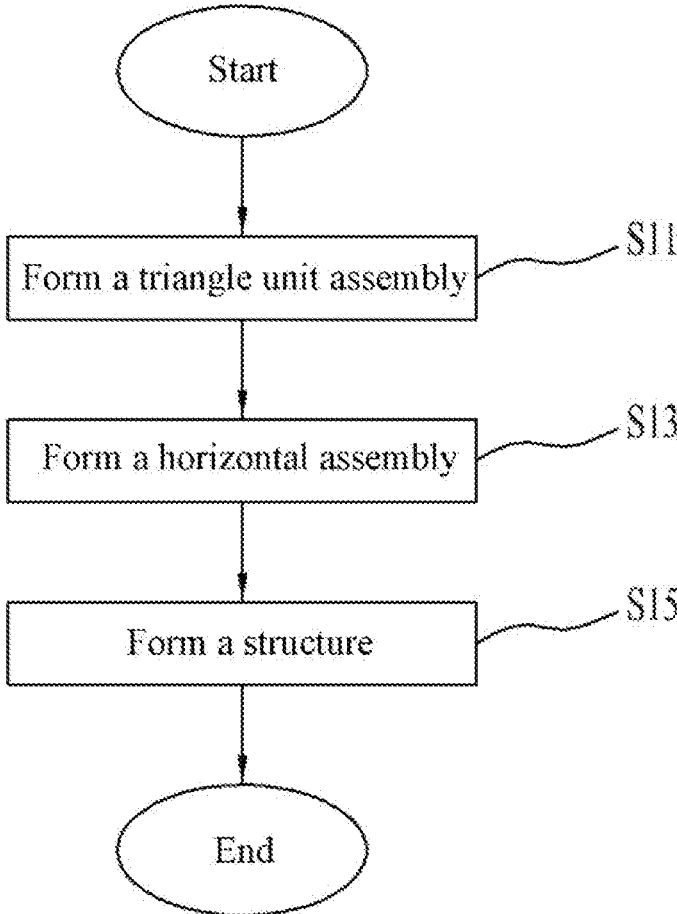 Start
Form a triangle unit assembly
S11
Form a horizontal assembly
S13
Form a structure
S15
End